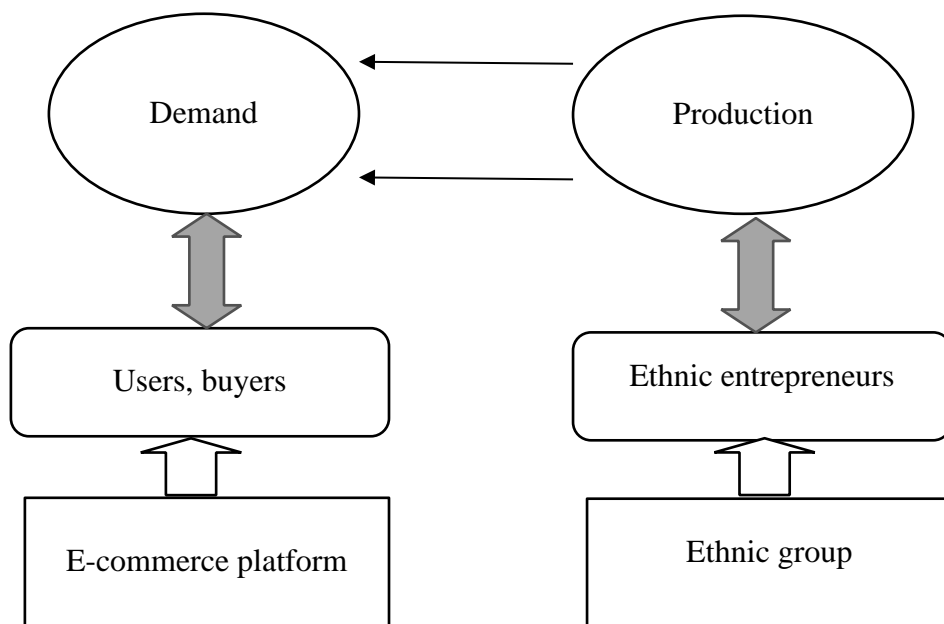 Demand
Production
Users, buyers
Ethnic entrepreneurs
E-commerce platform
Ethnic group